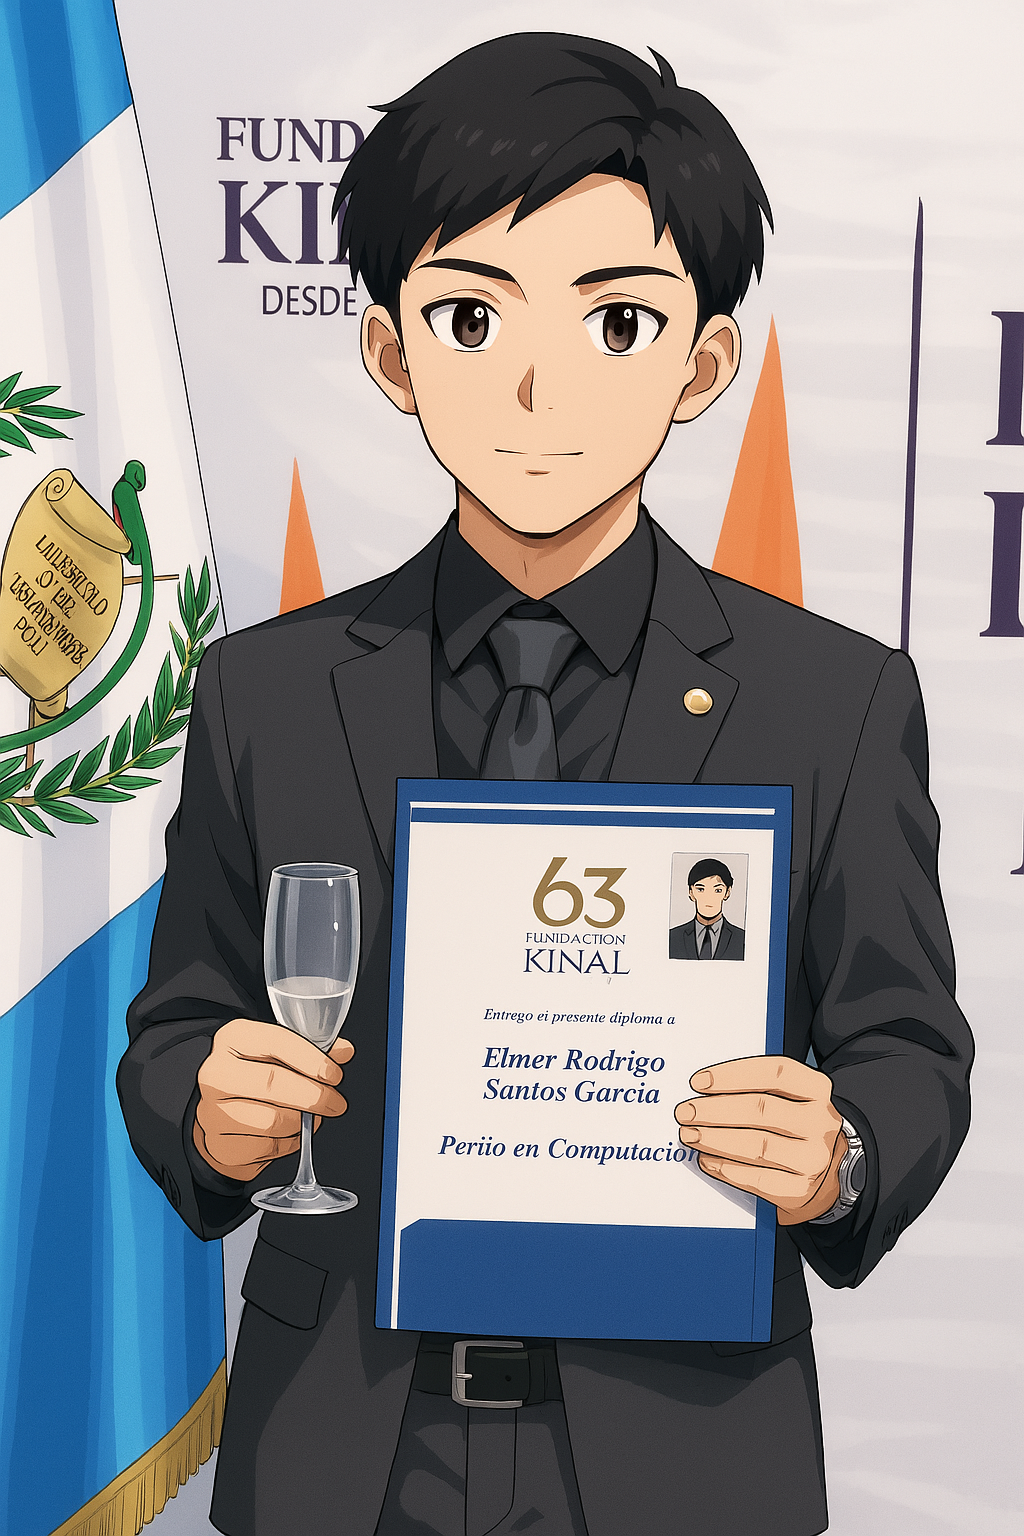 FUND
KI
DESDE
63
FUNIDACTION
KINAL
Entrego ei presente diploma a
Elmer Rodrigo
Santos Garcia
Periio en Computacion